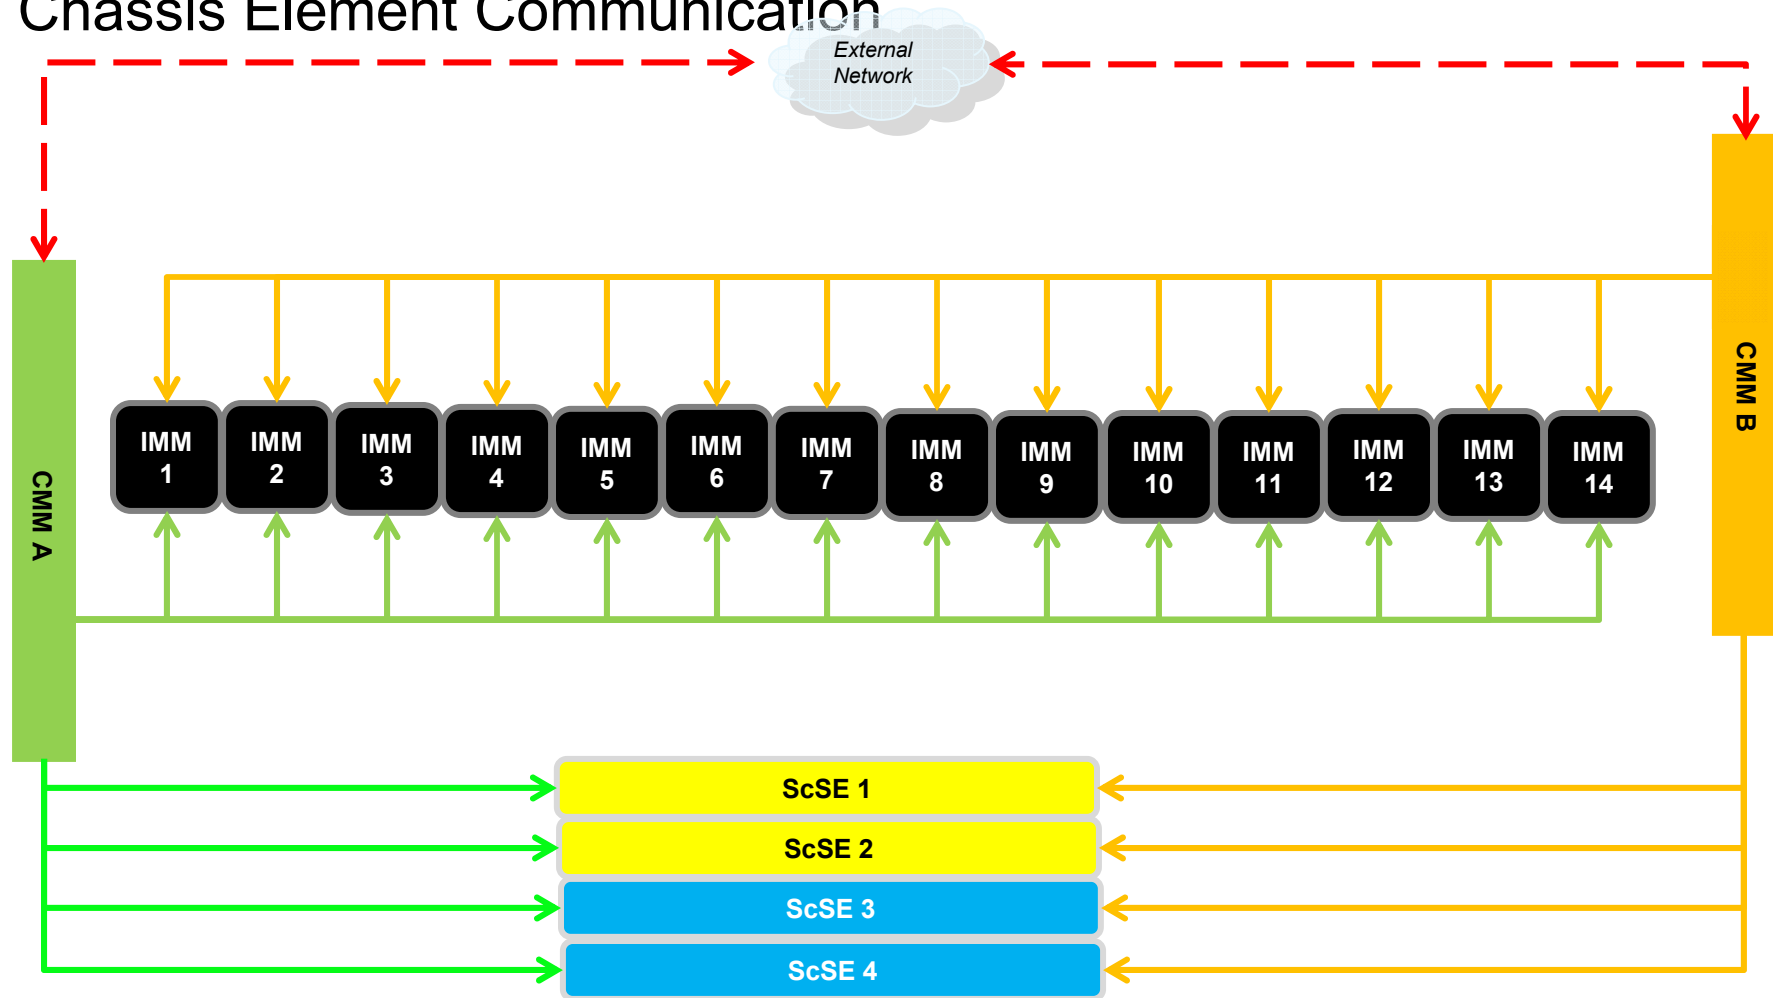 Chassis Element Communication
External
Network
CMM A
CMM B
IMM
1
IMM
2
IMM
3
IMM
4
IMM
5
IMM
6
IMM
7
IMM
8
IMM
9
IMM
10
IMM
11
IMM
12
IMM
13
IMM
14
ScSE 1
ScSE 2
ScSE 3
ScSE 4